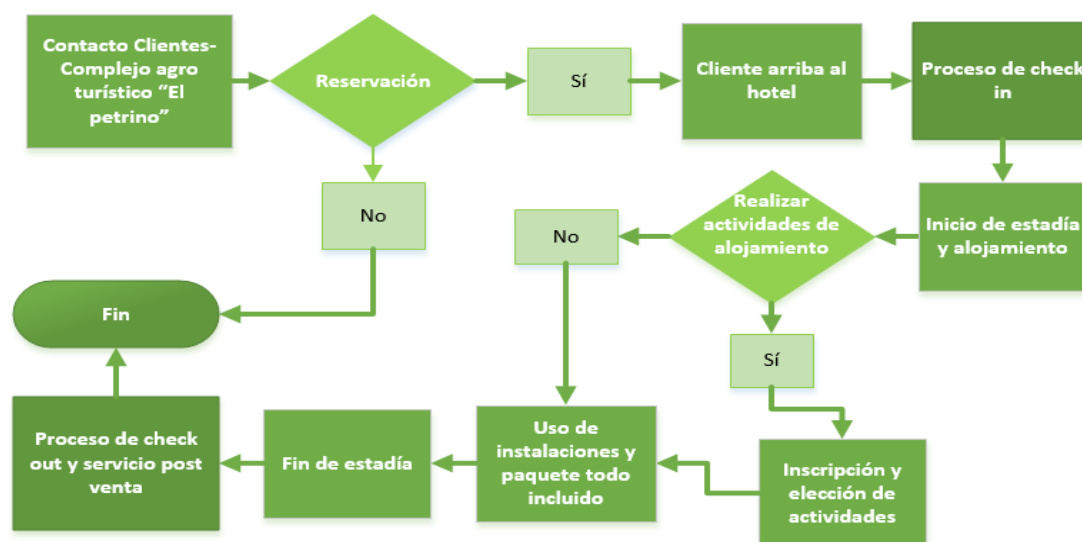 Contacto Clientes-
Complejo agro
turístico “El
petrino”
Reservación
Sí
Cliente arriba al
hotel
Proceso de check
in
No
Realizar
actividades de
alojamiento
No
Inicio de estadía
y alojamiento
Fin
Sí
Proceso de check
out y servicio post
venta
Fin de estadía
Uso de
instalaciones y
paquete todo
incluido
Inscripción y
elección de
actividades